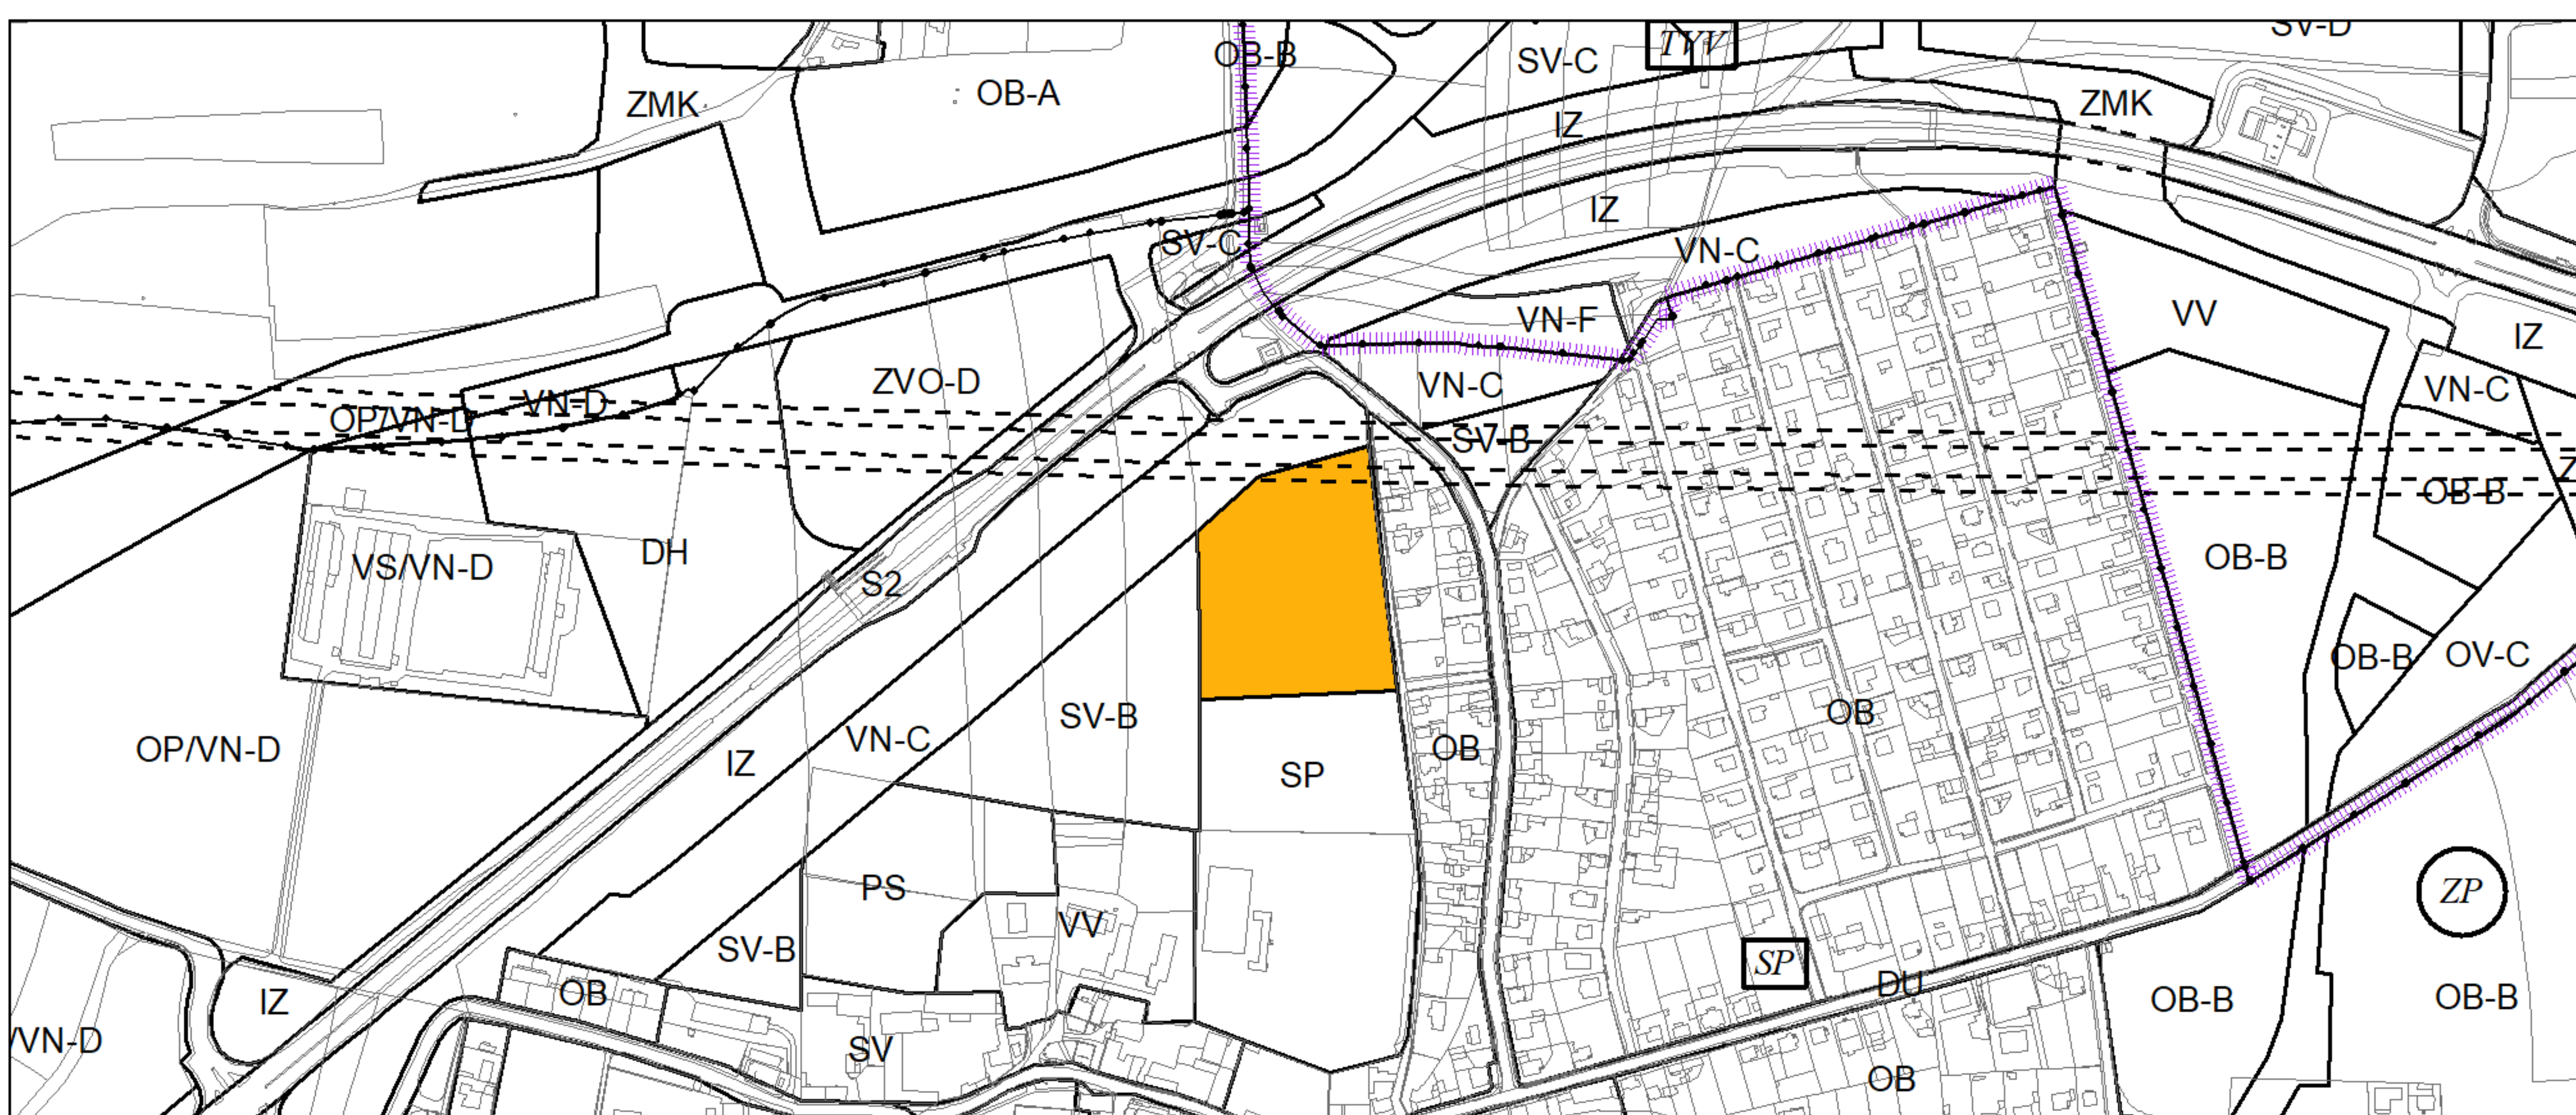 SV-D
OB-B
TVV
SV-C
OB-A
ZMK
ZMK
IZ
IZ
SV-C
VN-C
VV
VN-F
IZ
ZVO-D
VN-C
VN-C
VN-D
OP/VN-D
SV-B
Z
OB-B
DH
VS/VN-D
OB-B
S2
OB-B
OV-C
OB
SV-B
VN-C
OB
OP/VN-D
IZ
SP
PS
ZP
VV
SV-B
SP
DU
OB
IZ
OB-B
OB-B
/VN-D
SV
OB